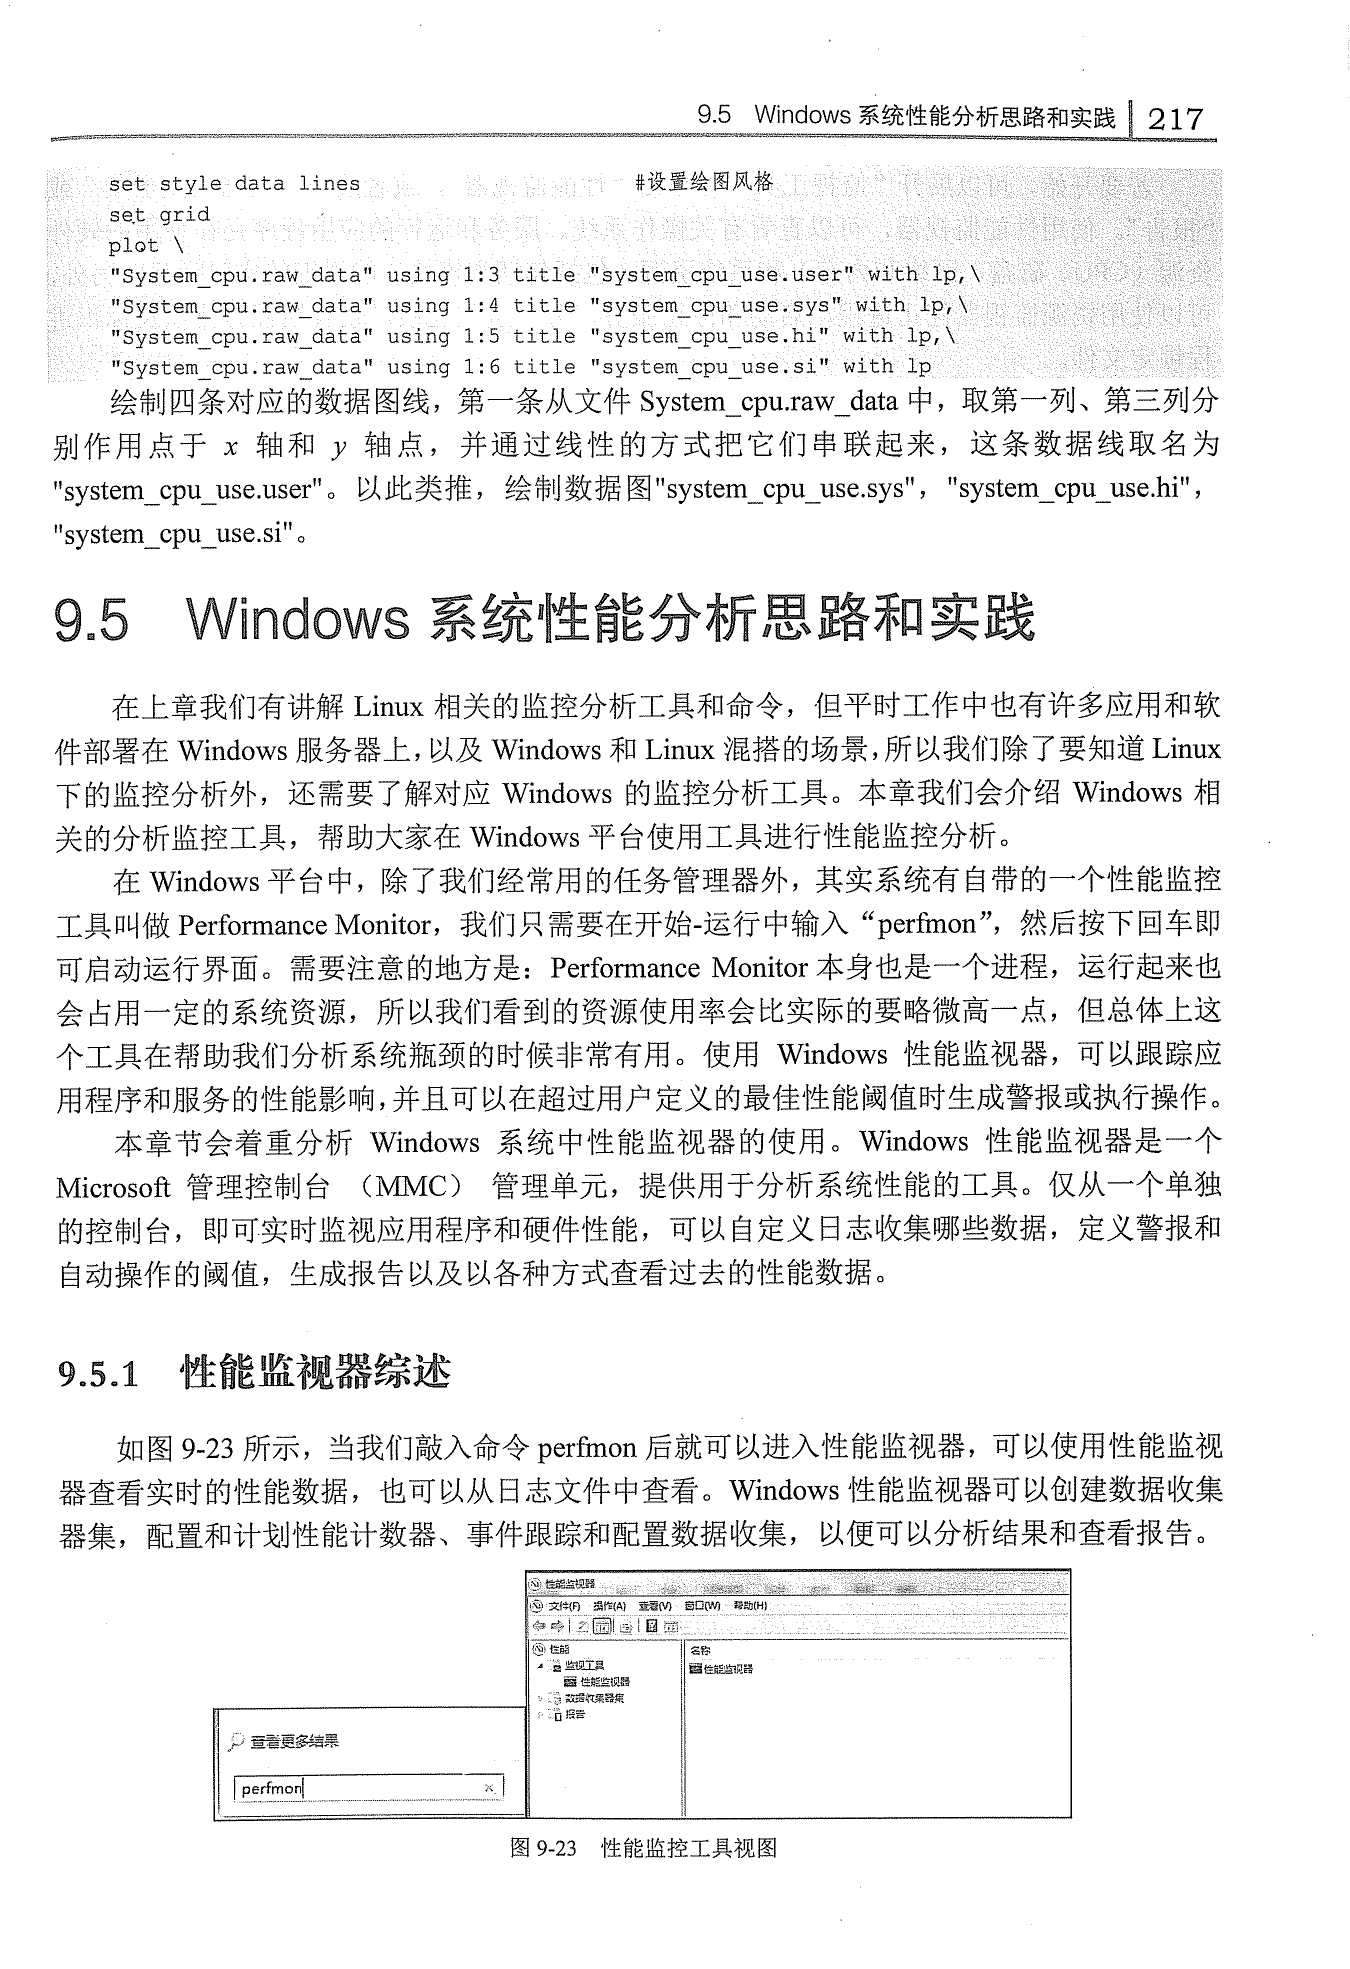 9.5 Windows 系统性能分析思路和实践 217
set style data lines #设置绘图风格
set grid
plot \
"System_cpu.raw_data" using 1:3 title "system_cpu_use.user" with lp,\
"System_cpu.raw_data" using 1:4 title "system_cpu_use.sys" with lp,\
"System_cpu.raw_data" using 1:5 title "system_cpu_use.hi" with lp,\
"System_cpu.raw_data" using 1:6 title "system_cpu_use.si" with lp
绘制四条对应的数据图线，第一条从文件 System_cpu.raw_data 中，取第一列、第三列分
别作用点于 x 轴和 y 轴点，并通过线性的方式把它们串联起来，这条数据线取名为
"system_cpu_use.user"。以此类推，绘制数据图"system_cpu_use.sys"，"system_cpu_use.hi"，
"system_cpu_use.si"。
9.5 Windows 系统性能分析思路和实践
在上章我们有讲解 Linux 相关的监控分析工具和命令，但平时工作中也有许多应用和软
件部署在 Windows 服务器上，以及 Windows 和 Linux 混搭的场景，所以我们除了要知道 Linux
下的监控分析外，还需要了解对应 Windows 的监控分析工具。本章我们会介绍 Windows 相
关的分析监控工具，帮助大家在 Windows 平台使用工具进行性能监控分析。
在 Windows 平台中，除了我们经常用的任务管理器外，其实系统有自带的一个性能监控
工具叫做 Performance Monitor，我们只需要在开始-运行中输入“perfmon”，然后按下回车即
可启动运行界面。需要注意的地方是：Performance Monitor 本身也是一个进程，运行起来也
会占用一定的系统资源，所以我们看到的资源使用率会比实际的要略微高一点，但总体上这
个工具在帮助我们分析系统瓶颈的时候非常有用。使用 Windows 性能监视器，可以跟踪应
用程序和服务的性能影响，并且可以在超过用户定义的最佳性能阈值时生成警报或执行操作。
本章节会着重分析 Windows 系统中性能监视器的使用。Windows 性能监视器是一个
Microsoft 管理控制台 （MMC） 管理单元，提供用于分析系统性能的工具。仅从一个单独
的控制台，即可实时监视应用程序和硬件性能，可以自定义日志收集哪些数据，定义警报和
自动操作的阈值，生成报告以及以各种方式查看过去的性能数据。
9.5.1 性能监视器综述
如图 9-23 所示，当我们敲入命令 perfmon 后就可以进入性能监视器，可以使用性能监视
器查看实时的性能数据，也可以从日志文件中查看。Windows 性能监视器可以创建数据收集
器集，配置和计划性能计数器、事件跟踪和配置数据收集，以便可以分析结果和查看报告。
性能监视器
文件(F) 操作(A) 查看(V) 窗口(W) 帮助(H)
性能
监视工具
性能监视器
数据收集器集
报告
名称
性能监视器
查看更多结果
perfmon
图 9-23 性能监控工具视图